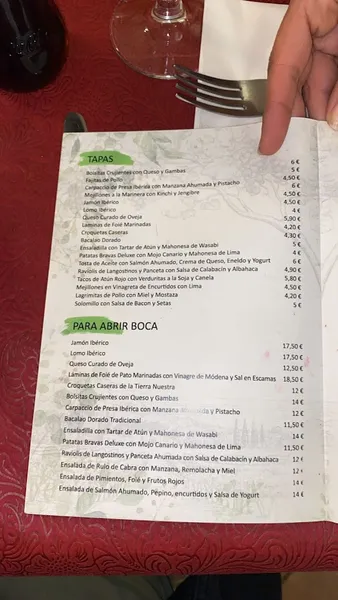 TAPAS
Bolsitas Crujientes con Queso y Gambas 6 €
Fajitas de Pollo 5 €
Carpaccio de Presa Ibérica con Manzana Ahumada y Pistacho 4,50 €
Mejillones a la Marinera con Kinchi y Jengibre 6 €
Jamón Ibérico 4,50 €
Lomo Ibérico 4,50 €
Queso Curado de Oveja 4 €
Laminas de Foié Marinadas 5,90 €
Croquetas Caseras 4,20 €
Bacalao Dorado 4,30 €
Ensaladilla con Tartar de Atún y Mahonesa de Wasabi 5 €
Patatas Bravas Deluxe con Mojo Canario y Mahonesa de Lima 4 €
Tosta de Aceite con Salmón Ahumado, Crema de Queso, Eneldo y Yogurt 6 €
Raviolis de Langostinos y Panceta con Salsa de Calabacín y Albahaca 4,90 €
Tacos de Atún Rojo con Verduritas a la Soja y Canela 5,80 €
Mejillones en Vinagreta de Encurtidos con Lima 4,50 €
Lagrimitas de Pollo con Miel y Mostaza 4,20 €
Solomillo con Salsa de Bacon y Setas 5 €
PARA ABRIR BOCA
Jamón Ibérico 17,50 €
Lomo Ibérico 17,50 €
Queso Curado de Oveja 12,50 €
Laminas de Foié de Pato Marinadas con Vinagre de Módena y Sal en Escamas 18,50 €
Croquetas Caseras de la Tierra Nuestra 12 €
Bolsitas Crujientes con Queso y Gambas 14 €
Carpaccio de Presa Ibérica con Manzana Ahumada y Pistacho 12 €
Bacalao Dorado Tradicional 11,50 €
Ensaladilla con Tartar de Atún y Mahonesa de Wasabi 14 €
Patatas Bravas Deluxe con Mojo Canario y Mahonesa de Lima 11,50 €
Raviolis de Langostinos y Panceta Ahumada con Salsa de Calabacín y Albahaca 12 €
Ensalada de Rulo de Cabra con Manzana, Remolacha y Miel 12 €
Ensalada de Pimientos, Foié y Frutos Rojos 14 €
Ensalada de Salmón Ahumado, Pépino, encurtidos y Salsa de Yogurt 14 €